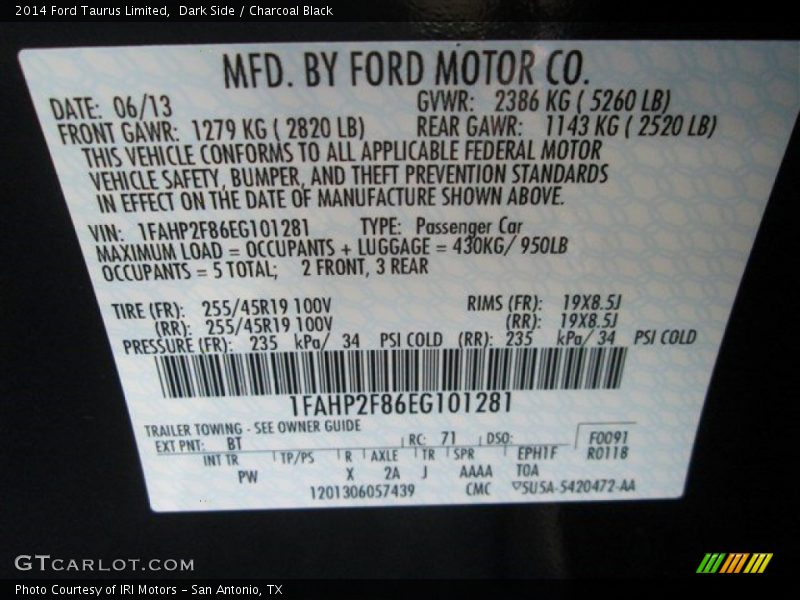 2014 Ford Taurus Limited,  Dark Side / Charcoal Black
MFD. BY FORD MOTOR CO.
DATE: 06/13 GVWR: 2386 KG ( 5260 LB)
FRONT GAWR: 1279 KG ( 2820 LB) REAR GAWR: 1143 KG ( 2520 LB)
THIS VEHICLE CONFORMS TO ALL APPLICABLE FEDERAL MOTOR
VEHICLE SAFETY, BUMPER, AND THEFT PREVENTION STANDARDS
IN EFFECT ON THE DATE OF MANUFACTURE SHOWN ABOVE.
VIN: 1FAHP2F86EG101281 TYPE: Passenger Car
MAXIMUM LOAD = OCCUPANTS + LUGGAGE = 430KG/ 950LB
OCCUPANTS = 5 TOTAL; 2 FRONT, 3 REAR
TIRE (FR): 255/45R19 100V RIMS (FR): 19X8.5J
(RR): 255/45R19 100V (RR): 19X8.5J
PRESSURE (FR): 235 kPa/ 34 PSI COLD (RR): 235 kPa/ 34 PSI COLD
1FAHP2F86EG101281
TRAILER TOWING - SEE OWNER GUIDE
EXT PNT: BT RC: 71 DSO: F0091
INT TR TP/PS R AXLE TR SPR EPH1F R0118
PW X 2A J AAAA TOA
1201306057439 CMC ▽5U5A-5420472-AA
GTCARLOT.COM
Photo Courtesy of IRI Motors – San Antonio, TX